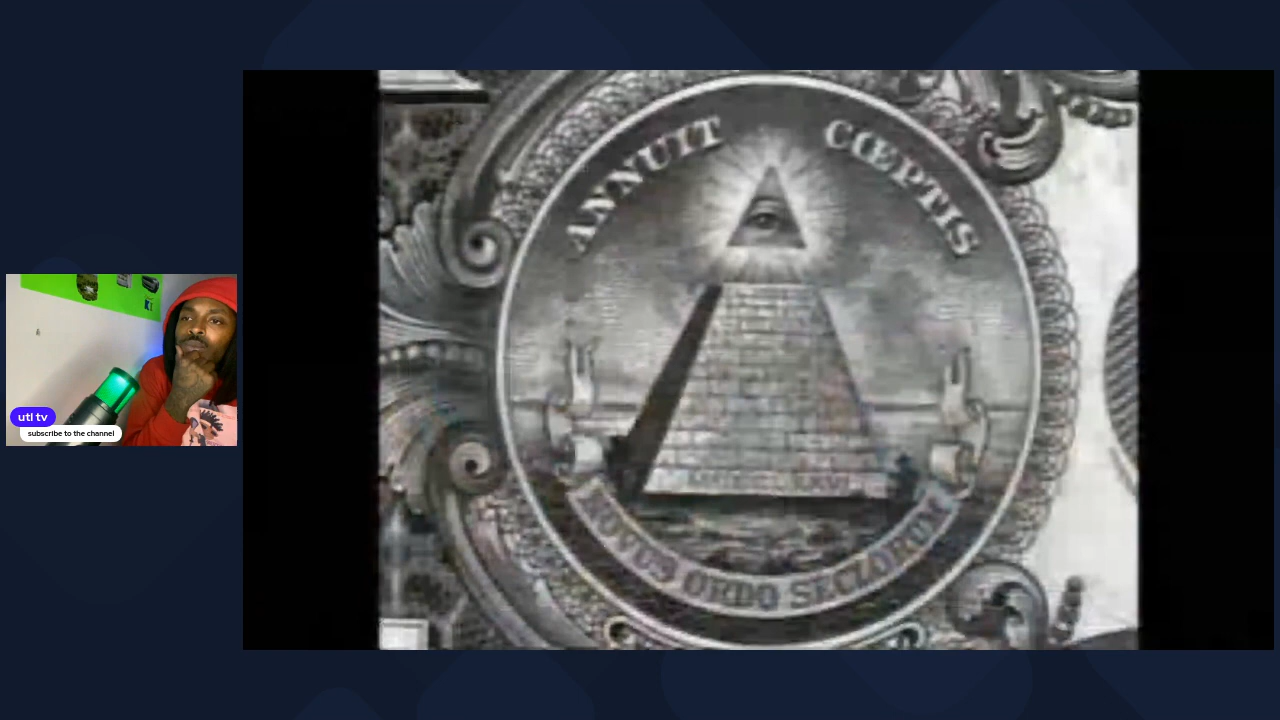 ANNUIT CŒPTIS
NOVUS ORDO SECLORUM
utl tv
subscribe to the channel